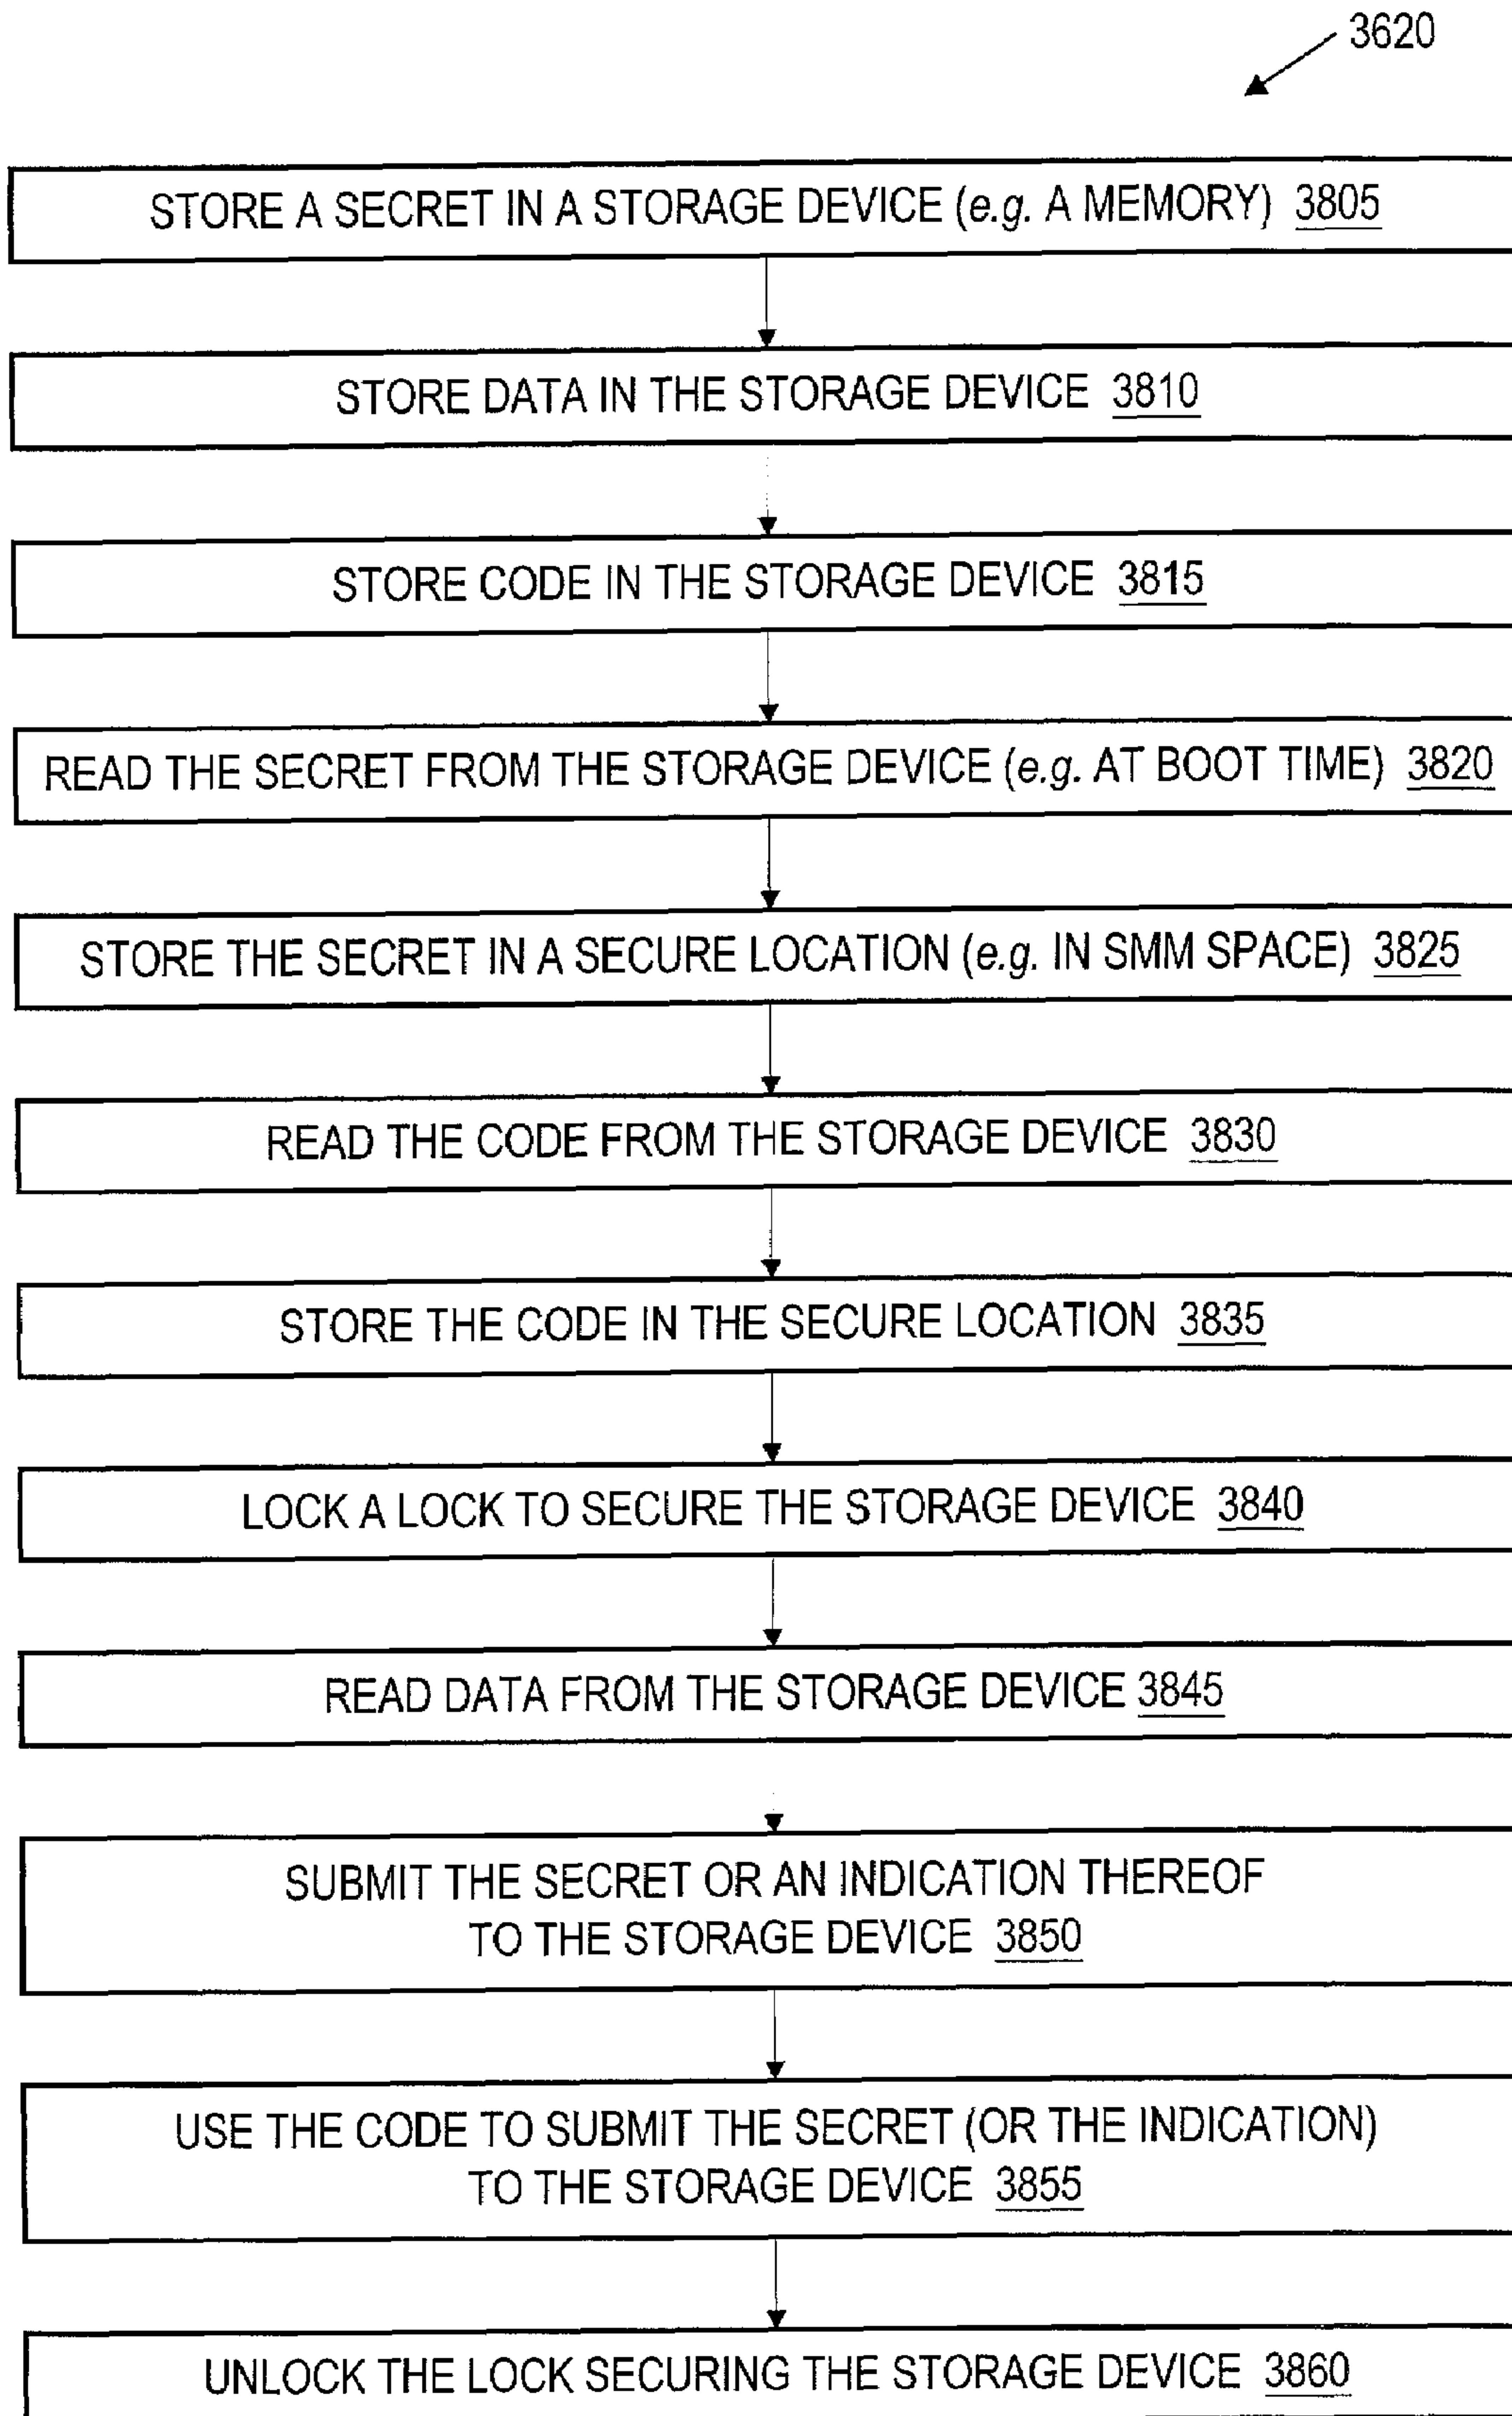 3620
STORE A SECRET IN A STORAGE DEVICE (e.g. A MEMORY) 3805
STORE DATA IN THE STORAGE DEVICE 3810
STORE CODE IN THE STORAGE DEVICE 3815
READ THE SECRET FROM THE STORAGE DEVICE (e.g. AT BOOT TIME) 3820
STORE THE SECRET IN A SECURE LOCATION (e.g. IN SMM SPACE) 3825
READ THE CODE FROM THE STORAGE DEVICE 3830
STORE THE CODE IN THE SECURE LOCATION 3835
LOCK A LOCK TO SECURE THE STORAGE DEVICE 3840
READ DATA FROM THE STORAGE DEVICE 3845
SUBMIT THE SECRET OR AN INDICATION THEREOF
TO THE STORAGE DEVICE 3850
USE THE CODE TO SUBMIT THE SECRET (OR THE INDICATION)
TO THE STORAGE DEVICE 3855
UNLOCK THE LOCK SECURING THE STORAGE DEVICE 3860